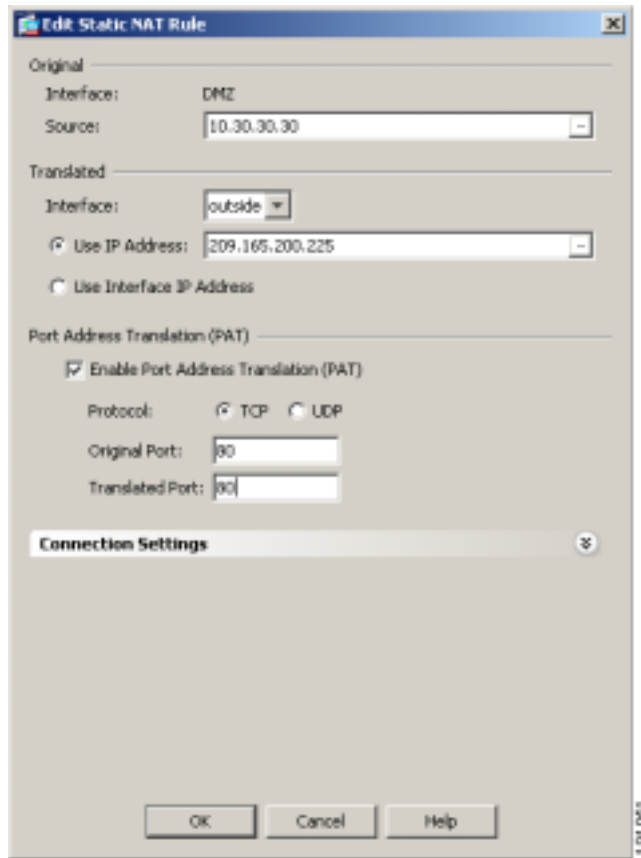 Edit Static NAT Rule
Original
Interface: DMZ
Source: 10.30.30.30
Translated
Interface: outside
Use IP Address: 209.165.200.225
Use Interface IP Address
Port Address Translation (PAT)
Enable Port Address Translation (PAT)
Protocol: TCP UDP
Original Port: 80
Translated Port: 80
Connection Settings
OK Cancel Help